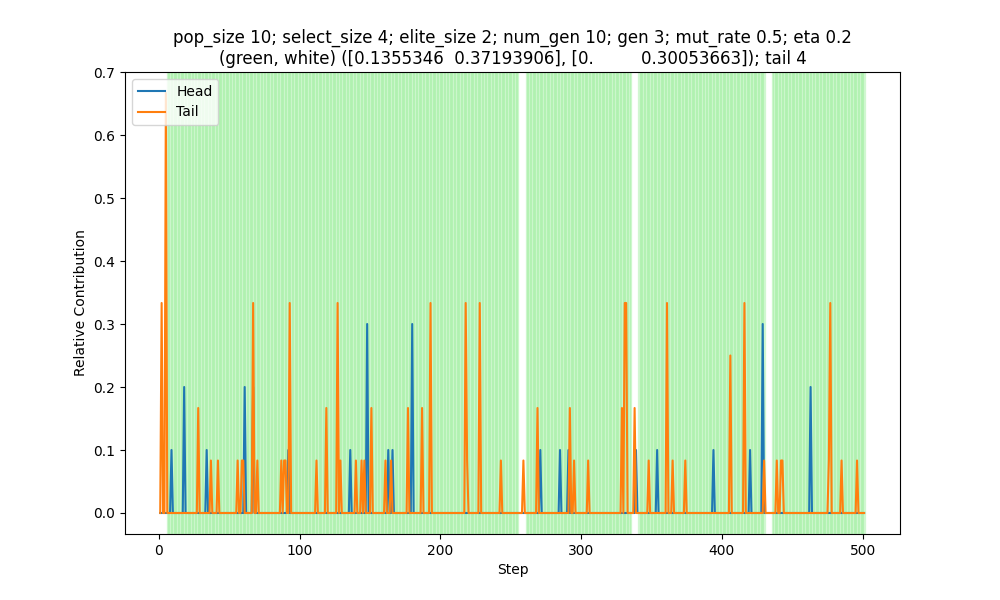 pop_size 10; select_size 4; elite_size 2; num_gen 10; gen 3; mut_rate 0.5; eta 0.2
(green, white) ([0.1355346  0.37193906], [0.         0.30053663]); tail 4
Head
Tail
0.7
0.6
0.5
0.4
0.3
0.2
0.1
0.0
Relative Contribution
0 100 200 300 400 500
Step